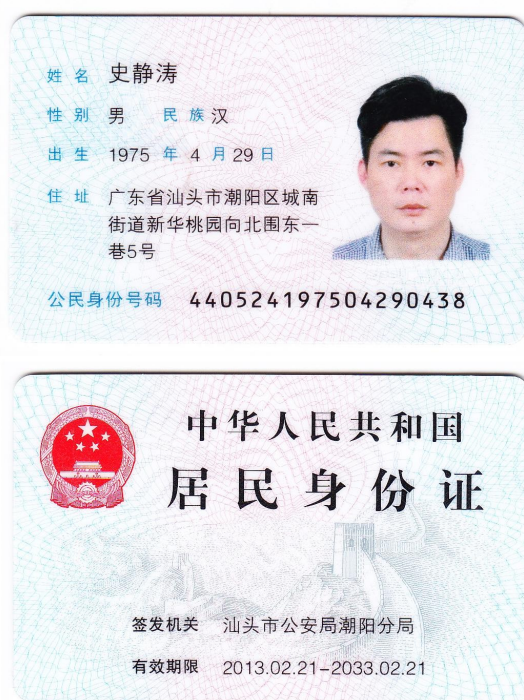 姓名 史静涛
性别 男 民族 汉
出生 1975 年 4 月 29 日
住址 广东省汕头市潮阳区城南
街道新华桃园向北围东一
巷5号
公民身份号码 440524197504290438
中华人民共和国
居民身份证
签发机关 汕头市公安局潮阳分局
有效期限 2013.02.21-2033.02.21